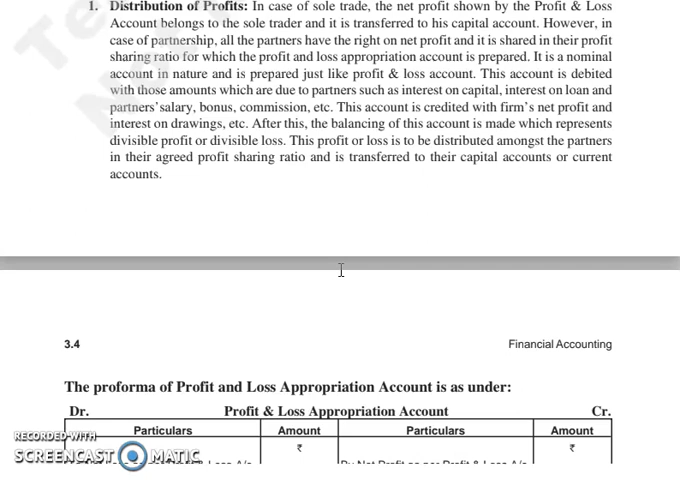 1. Distribution of Profits: In case of sole trade, the net profit shown by the Profit & Loss
Account belongs to the sole trader and it is transferred to his capital account. However, in
case of partnership, all the partners have the right on net profit and it is shared in their profit
sharing ratio for which the profit and loss appropriation account is prepared. It is a nominal
account in nature and is prepared just like profit & loss account. This account is debited
with those amounts which are due to partners such as interest on capital, interest on loan and
partners' salary, bonus, commission, etc. This account is credited with firm's net profit and
interest on drawings, etc. After this, the balancing of this account is made which represents
divisible profit or divisible loss. This profit or loss is to be distributed amongst the partners
in their agreed profit sharing ratio and is transferred to their capital accounts or current
accounts.
3.4 Financial Accounting
The proforma of Profit and Loss Appropriation Account is as under:
Dr. Profit & Loss Appropriation Account Cr.
Particulars Amount Particulars Amount
₹ ₹
RECORDED WITH
SCREENCAST MATIC
By Net Profit as per Profit & Loss A/c